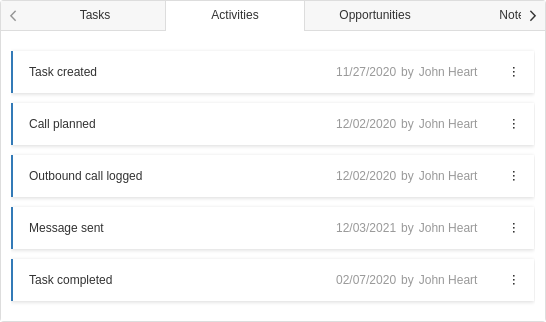 Tasks Activities Opportunities Note
Task created 11/27/2020 by John Heart
Call planned 12/02/2020 by John Heart
Outbound call logged 12/02/2020 by John Heart
Message sent 12/03/2021 by John Heart
Task completed 02/07/2020 by John Heart